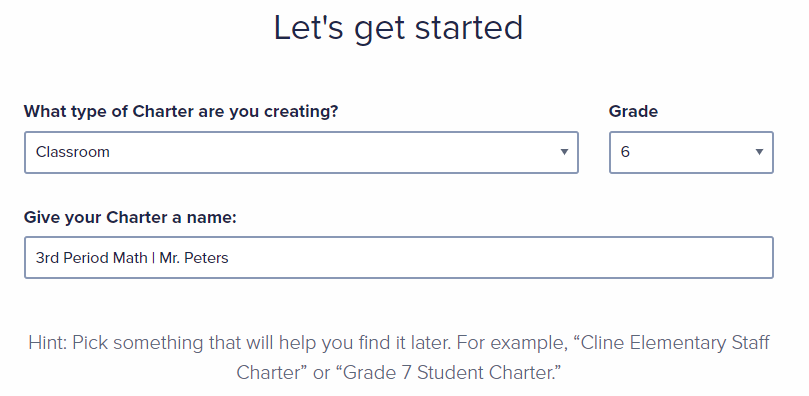 Let's get started
What type of Charter are you creating? Grade
Classroom 6
Give your Charter a name:
3rd Period Math | Mr. Peters
Hint: Pick something that will help you find it later. For example, “Cline Elementary Staff
Charter” or “Grade 7 Student Charter.”